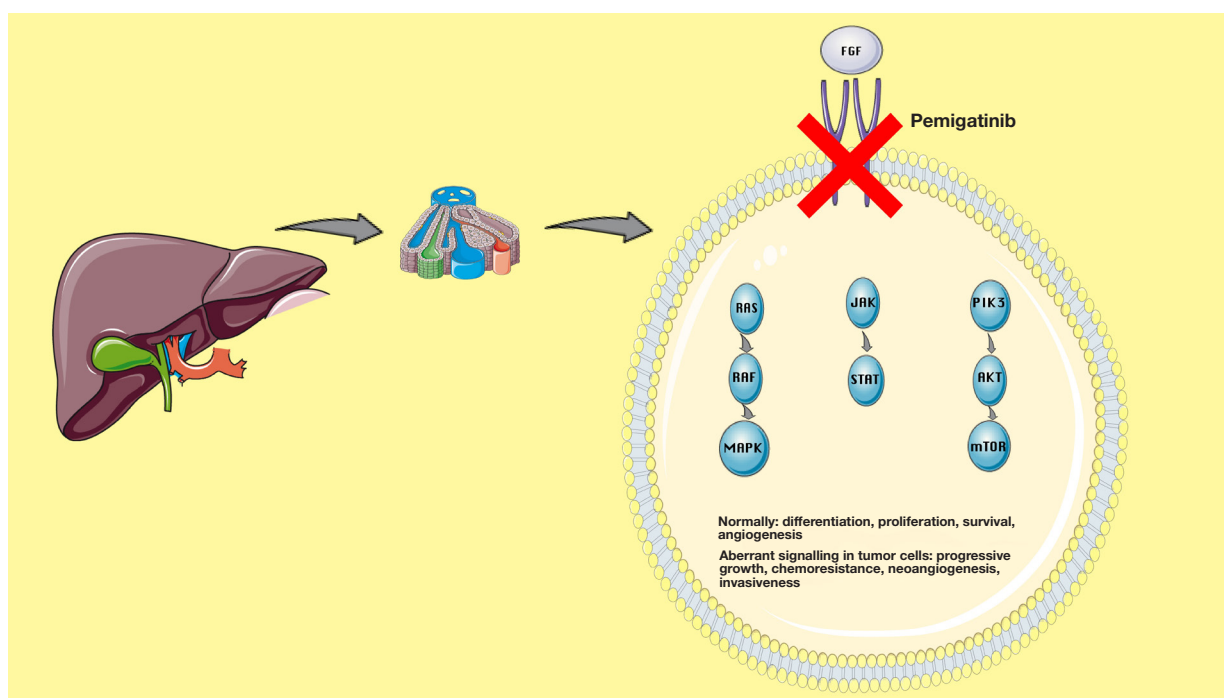 FGF
Pemigatinib
RAS
JAK
PIK3
RAF
STAT
AKT
MAPK
mTOR
Normally: differentiation, proliferation, survival,
angiogenesis
Aberrant signalling in tumor cells: progressive
growth, chemoresistance, neoangiogenesis,
invasiveness